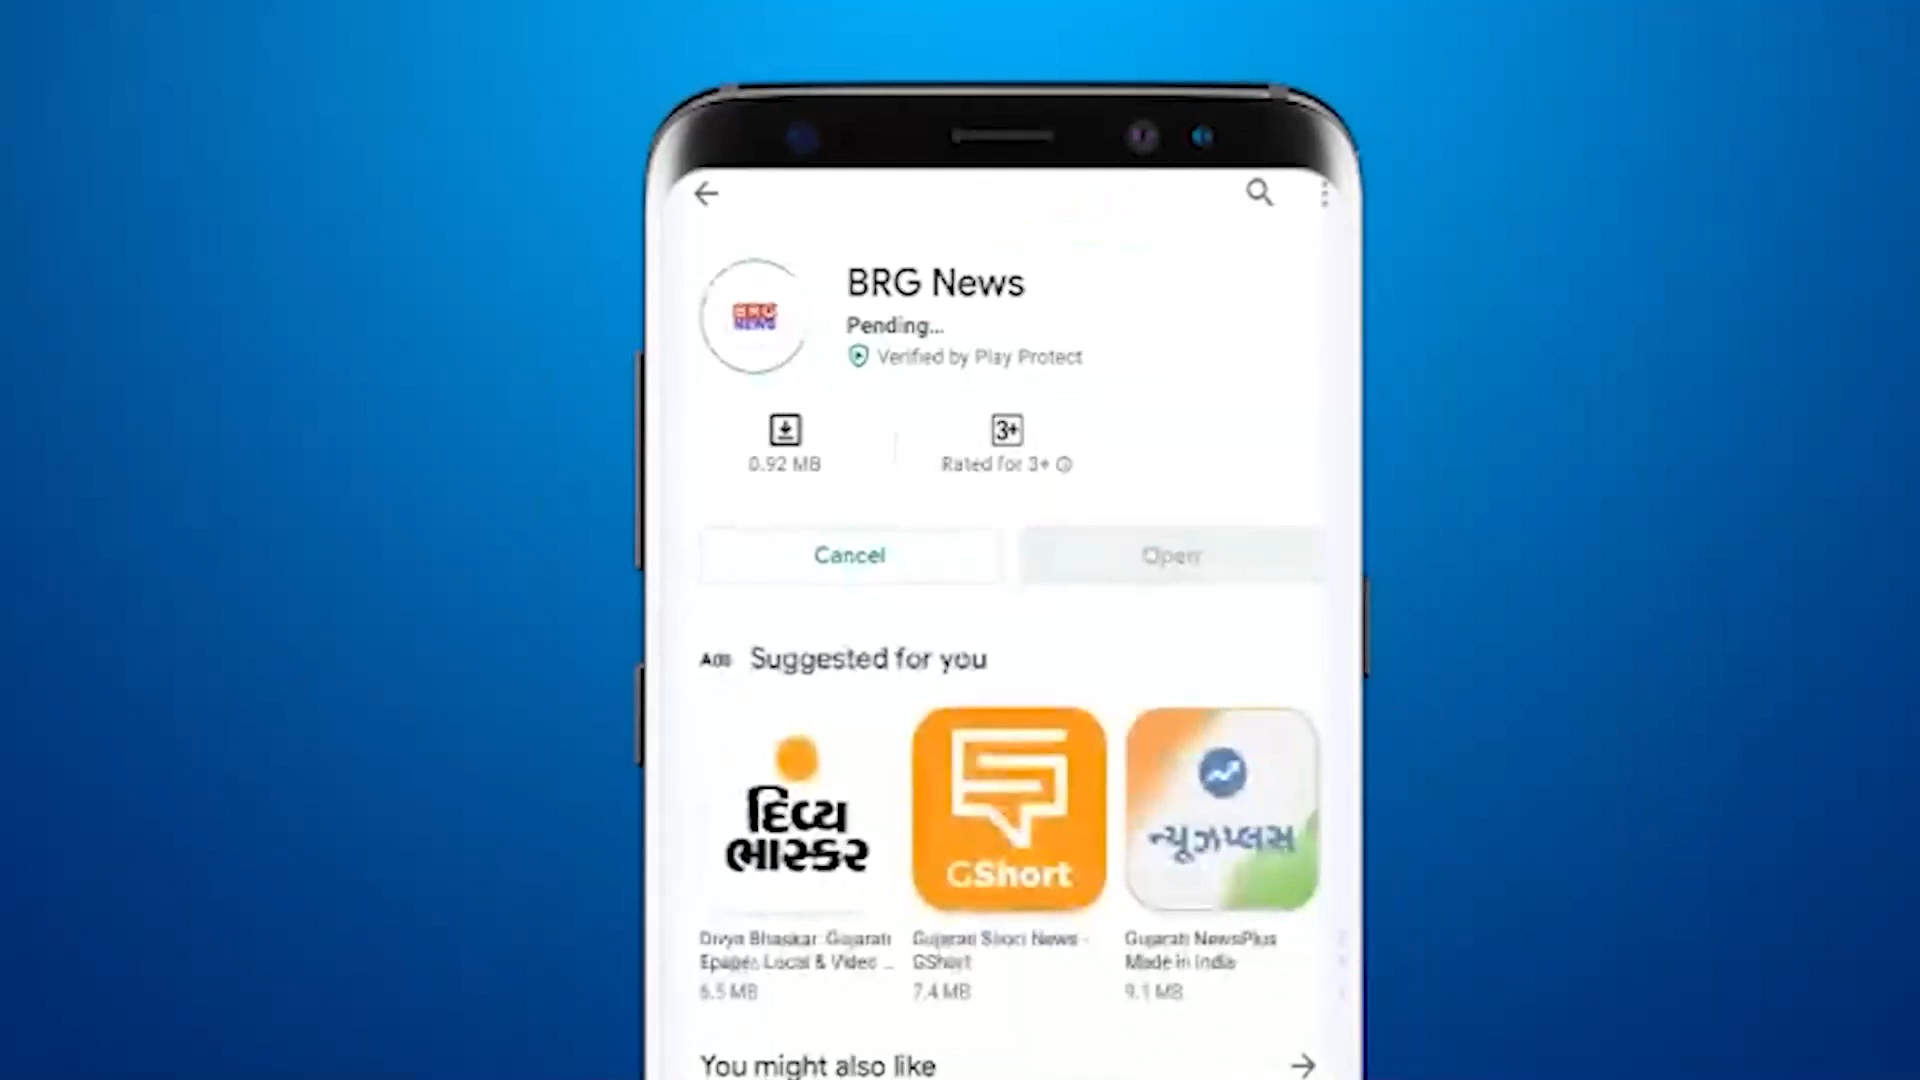 BRG News
BRG
NEWS
Pending...
Verified by Play Protect
3+
0.92 MB
Rated for 3+
Cancel
Open
Ads Suggested for you
દિવ્ય
ભાસ્કર
GShort
ન્યૂઝપ્લસ
Divya Bhaskar: Gujarati
Epaper, Local & Video ...
6.5 MB
Gujarati Short News -
GShort
7.4 MB
Gujarati NewsPlus
Made in India
9.1 MB
You might also like